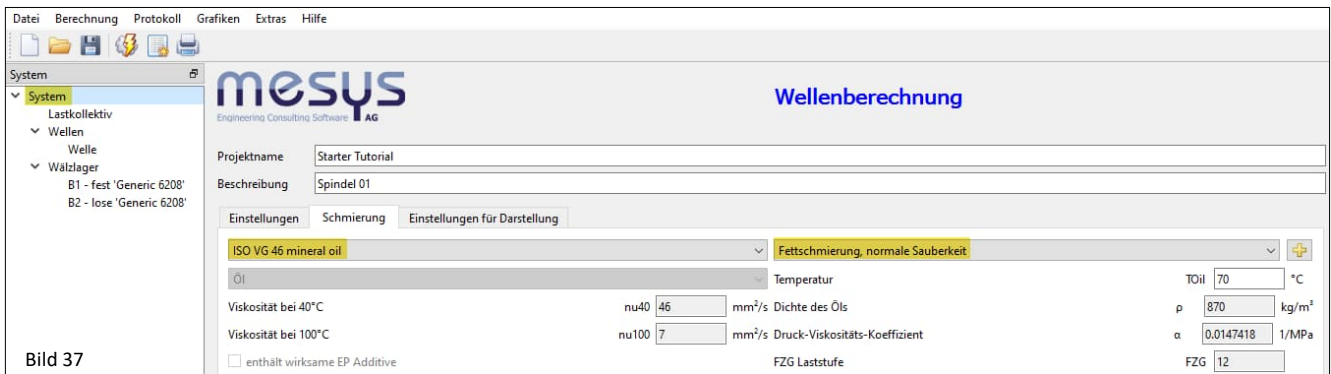 Datei Berechnung Protokoll Grafiken Extras Hilfe
System
System
Lastkollektiv
Wellen
Welle
Wälzlager
B1 - fest 'Generic 6208'
B2 - lose 'Generic 6208'
mesys
Engineering Consulting Software AG
Wellenberechnung
Projektname Starter Tutorial
Beschreibung Spindel 01
Einstellungen Schmierung Einstellungen für Darstellung
ISO VG 46 mineral oil Fettschmierung, normale Sauberkeit
Öl Temperatur TOil 70 °C
Viskosität bei 40°C nu40 46 mm²/s Dichte des Öls ρ 870 kg/m³
Viskosität bei 100°C nu100 7 mm²/s Druck-Viskositäts-Koeffizient α 0.0147418 1/MPa
enthält wirksame EP Additive FZG Laststufe FZG 12
Bild 37